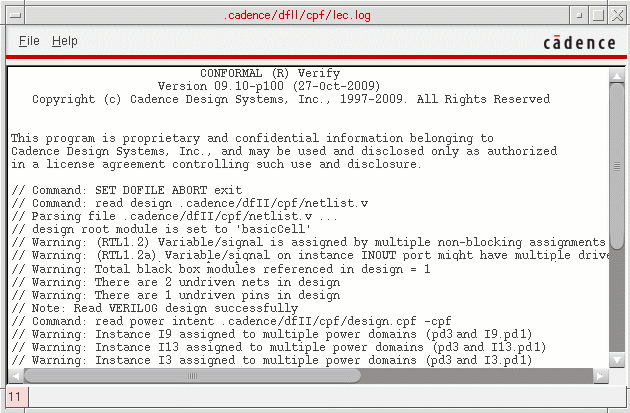 .cadence/dfII/cpf/lec.log
File Help
cādence
CONFORMAL (R) Verify
Version 09.10-p100 (27-Oct-2009)
Copyright (c) Cadence Design Systems, Inc., 1997-2009. All Rights Reserved
This program is proprietary and confidential information belonging to
Cadence Design Systems, Inc., and may be used and disclosed only as authorized
in a license agreement controlling such use and disclosure.
// Command: SET DOFILE ABORT exit
// Command: read design .cadence/dfII/cpf/netlist.v
// Parsing file .cadence/dfII/cpf/netlist.v ...
// design root module is set to 'basicCell'
// Warning: (RTL1.2) Variable/signal is assigned by multiple non-blocking assignments
// Warning: (RTL1.2a) Variable/signal on instance INOUT port might have multiple drive
// Warning: Total black box modules referenced in design = 1
// Warning: There are 2 undriven nets in design
// Warning: There are 1 undriven pins in design
// Note: Read VERILOG design successfully
// Command: read power intent .cadence/dfII/cpf/design.cpf -cpf
// Warning: Instance I9 assigned to multiple power domains (pd3 and I9.pd1)
// Warning: Instance I13 assigned to multiple power domains (pd3 and I13.pd1)
// Warning: Instance I3 assigned to multiple power domains (pd3 and I3.pd1)
11